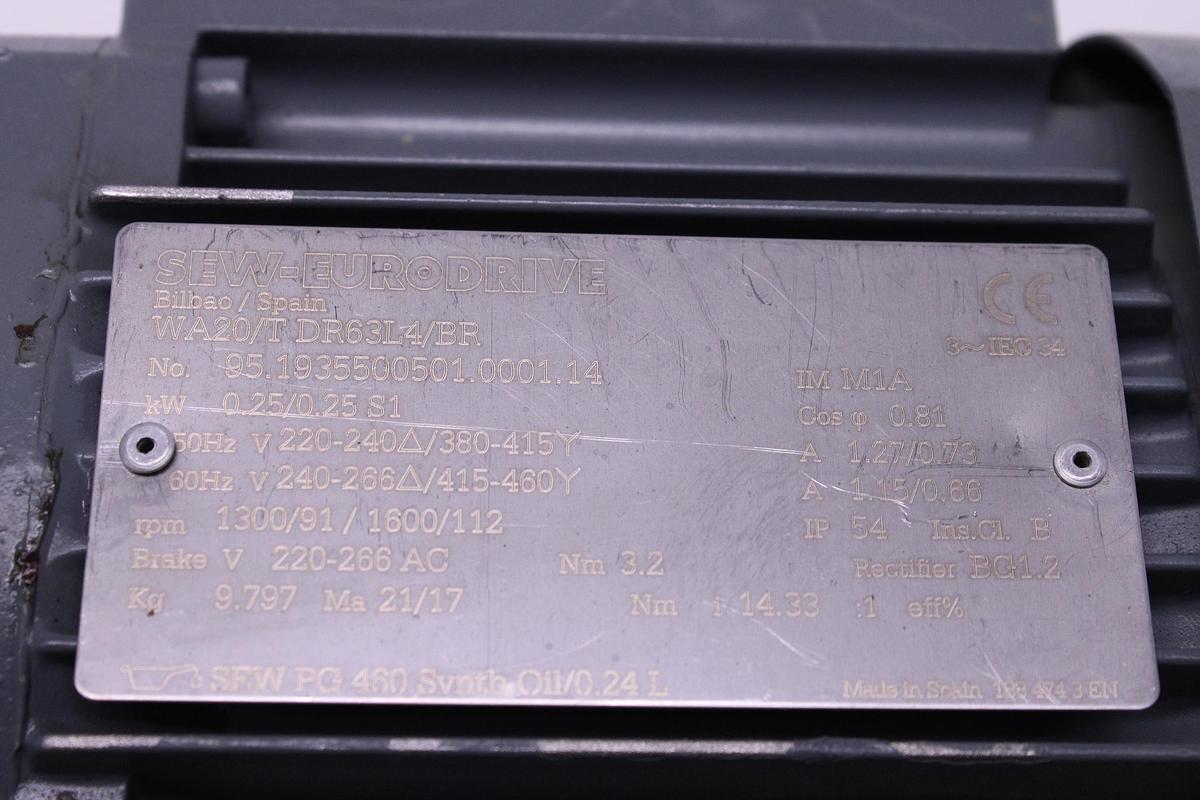 SEW-EURODRIVE
Bilbao / Spain
WA20/T DR63L4/BR
CE
3~ IEC 34
No. 95.1935500501.0001.14
IM M1A
kW 0.25/0.25 S1
Cos φ 0.81
50Hz V 220-240Δ/380-415Y
A 1.27/0.73
60Hz V 240-266Δ/415-460Y
A 1.15/0.66
rpm 1300/91 / 1600/112
IP 54 Ins.Cl. B
Brake V 220-266 AC Nm 3.2 Rectifier BG1.2
Kg 9.797 Ma 21/17 Nm i 14.33 :1 eff%
SEW PG 460 Synth Oil/0.24 L
Made in Spain 3 EN